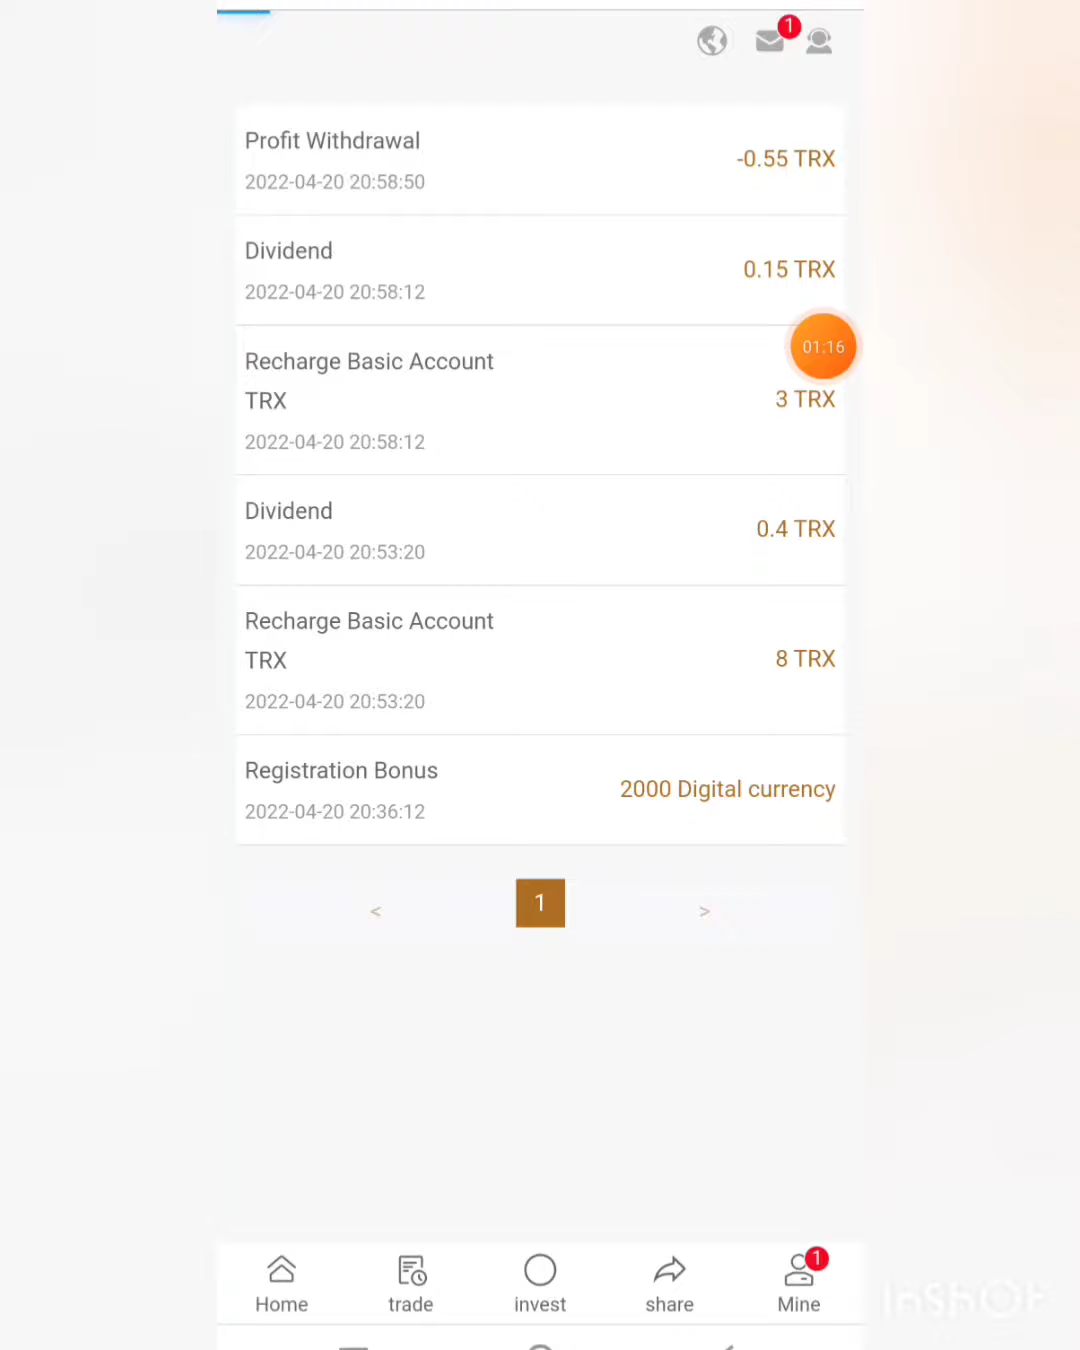 1
Profit Withdrawal
-0.55 TRX
2022-04-20 20:58:50
Dividend
0.15 TRX
2022-04-20 20:58:12
01:16
Recharge Basic Account
TRX
3 TRX
2022-04-20 20:58:12
Dividend
0.4 TRX
2022-04-20 20:53:20
Recharge Basic Account
TRX
8 TRX
2022-04-20 20:53:20
Registration Bonus
2000 Digital currency
2022-04-20 20:36:12
< 1 >
1
Home trade invest share Mine
InShOt